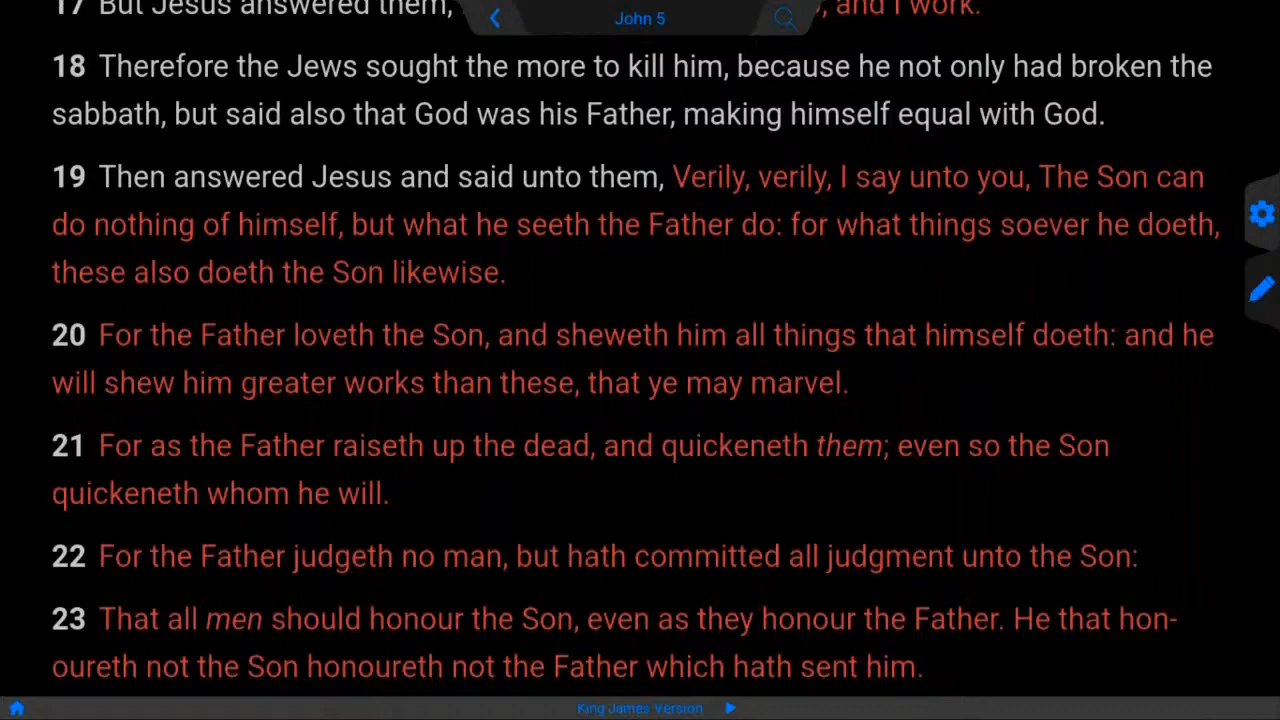 17 But Jesus answered them,
John 5
, and I work.
18 Therefore the Jews sought the more to kill him, because he not only had broken the
sabbath, but said also that God was his Father, making himself equal with God.
19 Then answered Jesus and said unto them, Verily, verily, I say unto you, The Son can
do nothing of himself, but what he seeth the Father do: for what things soever he doeth,
these also doeth the Son likewise.
20 For the Father loveth the Son, and sheweth him all things that himself doeth: and he
will shew him greater works than these, that ye may marvel.
21 For as the Father raiseth up the dead, and quickeneth them; even so the Son
quickeneth whom he will.
22 For the Father judgeth no man, but hath committed all judgment unto the Son:
23 That all men should honour the Son, even as they honour the Father. He that hon-
oureth not the Son honoureth not the Father which hath sent him.
King James Version